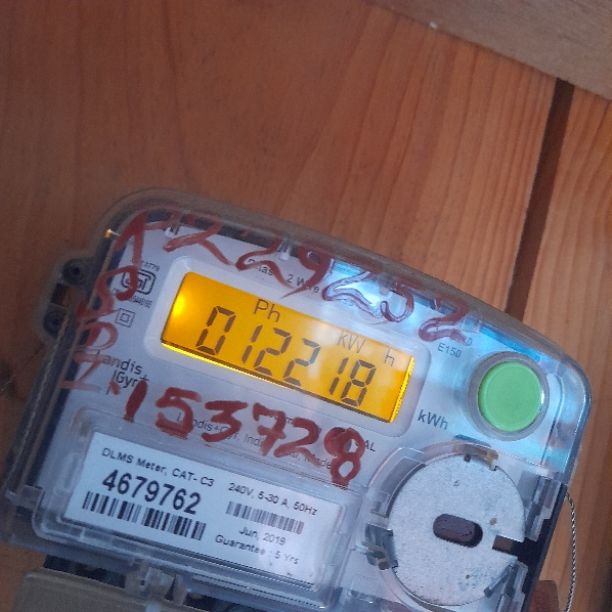 K7229252
Ph
kW h
012218
E150
kWh
Landis
Gyr+
153728
DLMS Meter, CAT- C3
4679762
240V, 5-30 A, 50Hz
Jun, 2019
Guarantee : 5 Yrs